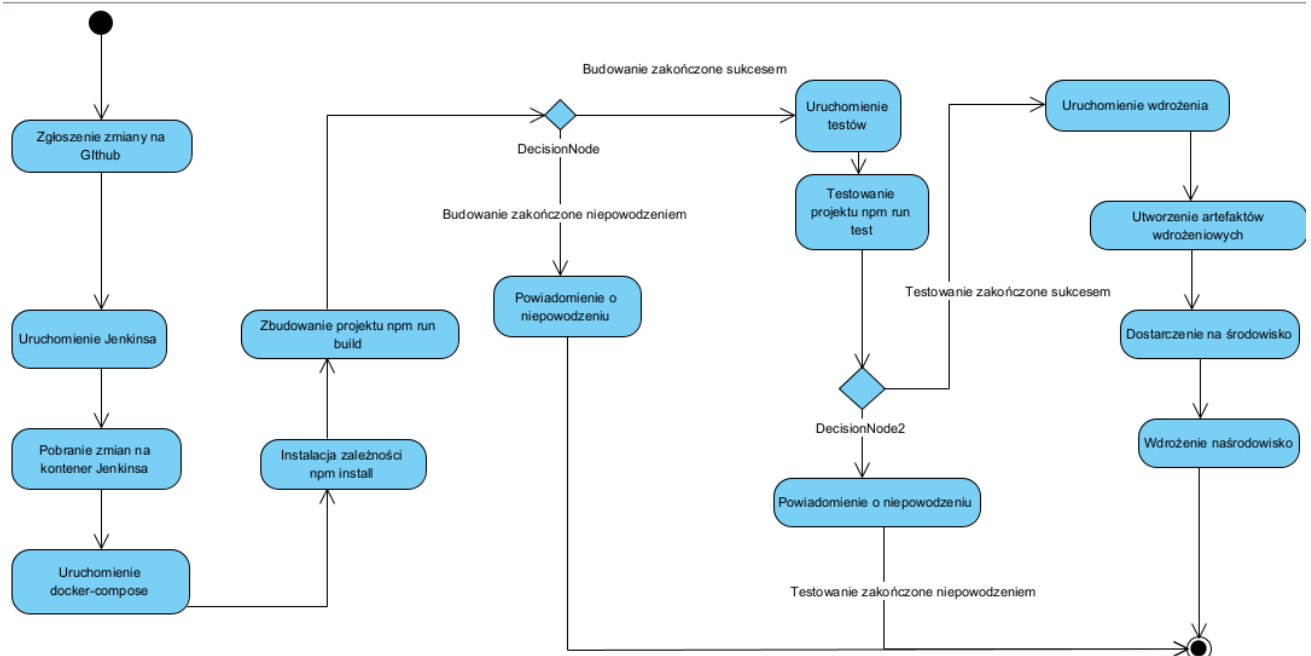 Zgłoszenie zmiany na
GIthub
Uruchomienie Jenkinsa
Pobranie zmian na
kontener Jenkinsa
Uruchomienie
docker-compose
Instalacja zależności
npm install
Zbudowanie projektu npm run
build
DecisionNode
Budowanie zakończone niepowodzeniem
Powiadomienie o
niepowodzeniu
Budowanie zakończone sukcesem
Uruchomienie
testów
Testowanie
projektu npm run
test
DecisionNode2
Powiadomienie o niepowodzeniu
Testowanie zakończone niepowodzeniem
Testowanie zakończone sukcesem
Uruchomienie wdrożenia
Utworzenie artefaktów
wdrożeniowych
Dostarczenie na środowisko
Wdrożenie naśrodowisko